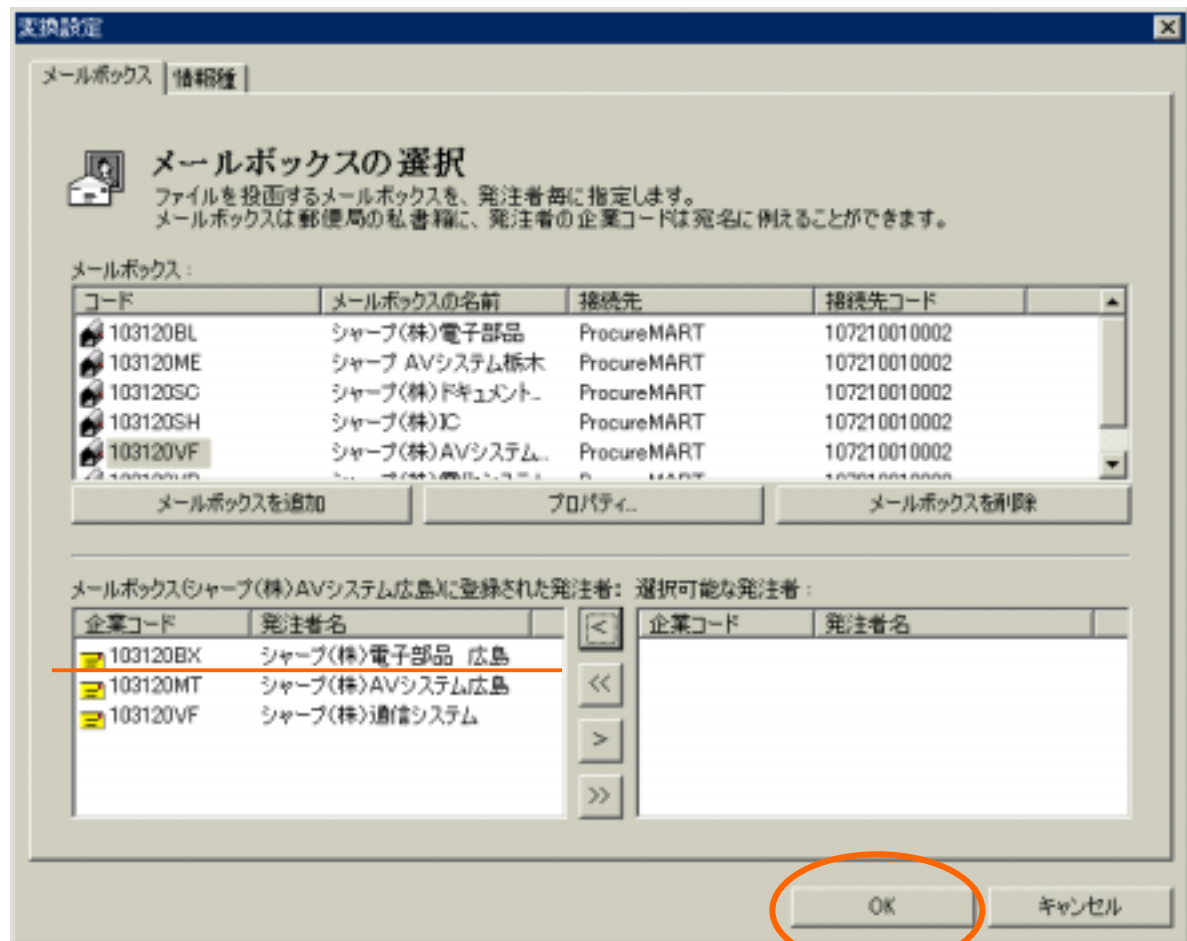 変換設定
メールボックス 情報種
メールボックスの選択
ファイルを投函するメールボックスを、発注者毎に指定します。
メールボックスは郵便局の私書箱に、発注者の企業コードは宛名に例えることができます。
メールボックス：
コード メールボックスの名前 接続先 接続先コード
103120BL シャープ(株)電子部品 ProcureMART 107210010002
103120ME シャープ AVシステム栃木 ProcureMART 107210010002
103120SC シャープ(株)ドキュメント... ProcureMART 107210010002
103120SH シャープ(株)IC ProcureMART 107210010002
103120VF シャープ(株)AVシステム... ProcureMART 107210010002
メールボックスを追加 プロパティ... メールボックスを削除
メールボックス(シャープ(株)AVシステム広島)に登録された発注者： 選択可能な発注者：
企業コード 発注者名 < 企業コード 発注者名
103120BX シャープ(株)電子部品 広島
103120MT シャープ(株)AVシステム広島 <<
103120VF シャープ(株)通信システム
>
>>
OK キャンセル